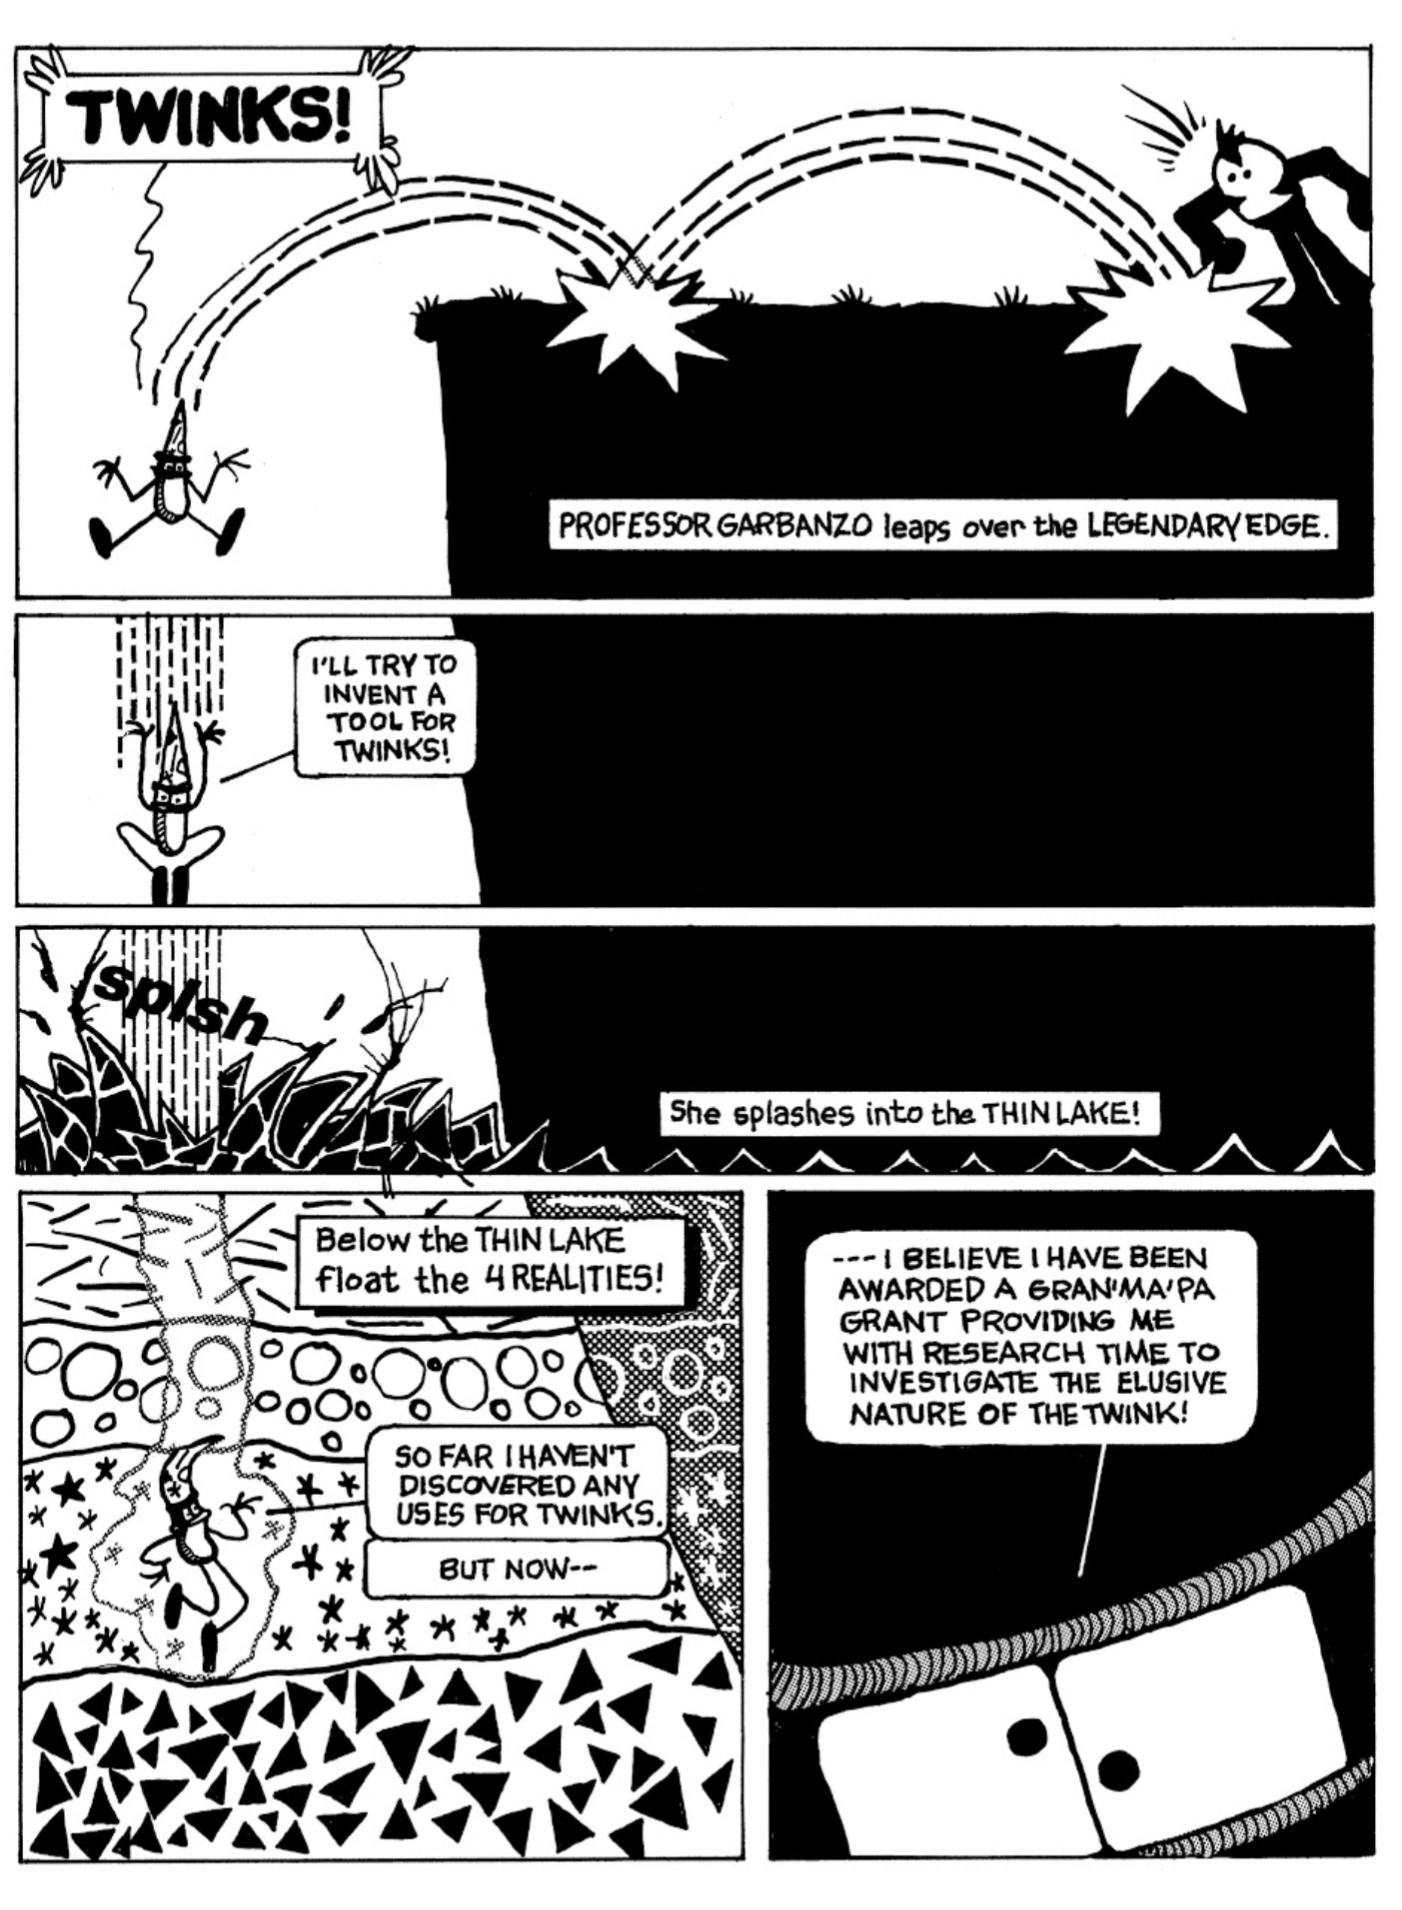 TWINKS!
PROFESSOR GARBANZO leaps over the LEGENDARY EDGE.
I'LL TRY TO
INVENT A
TOOL FOR
TWINKS!
splsh
She splashes into the THIN LAKE!
Below the THIN LAKE
float the 4 REALITIES!
SO FAR I HAVEN'T
DISCOVERED ANY
USES FOR TWINKS.
BUT NOW--
---I BELIEVE I HAVE BEEN
AWARDED A GRAN'MA'PA
GRANT PROVIDING ME
WITH RESEARCH TIME TO
INVESTIGATE THE ELUSIVE
NATURE OF THE TWINK!